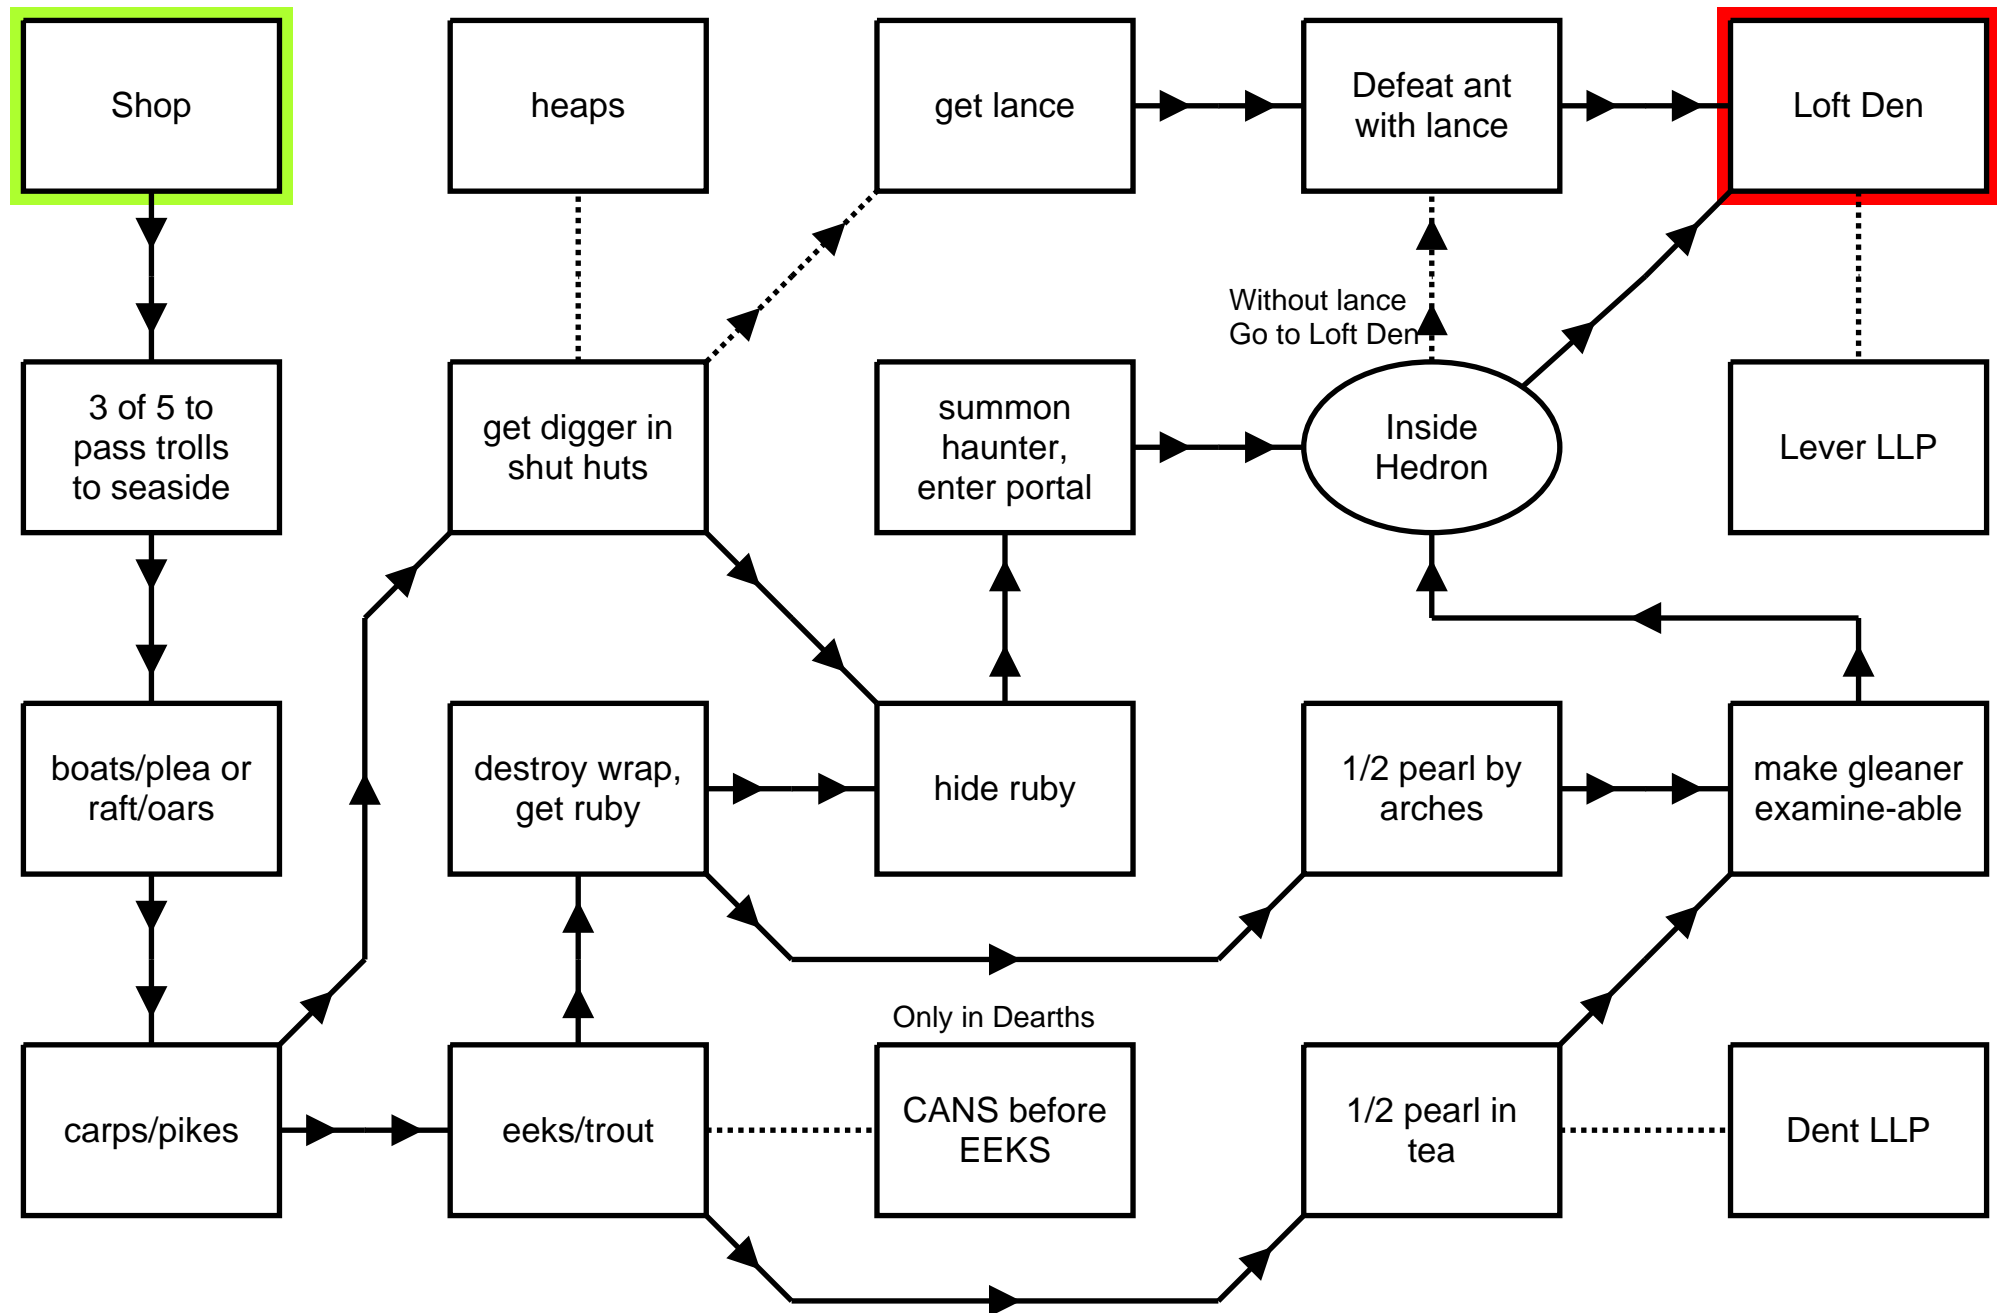 Shop
heaps
get lance
Defeat ant
with lance
Loft Den
Without lance
Go to Loft Den
3 of 5 to
pass trolls
to seaside
get digger in
shut huts
summon
haunter,
enter portal
Inside
Hedron
Lever LLP
boats/plea or
raft/oars
destroy wrap,
get ruby
hide ruby
1/2 pearl by
arches
make gleaner
examine-able
Only in Dearths
carps/pikes
eeks/trout
CANS before
EEKS
1/2 pearl in
tea
Dent LLP